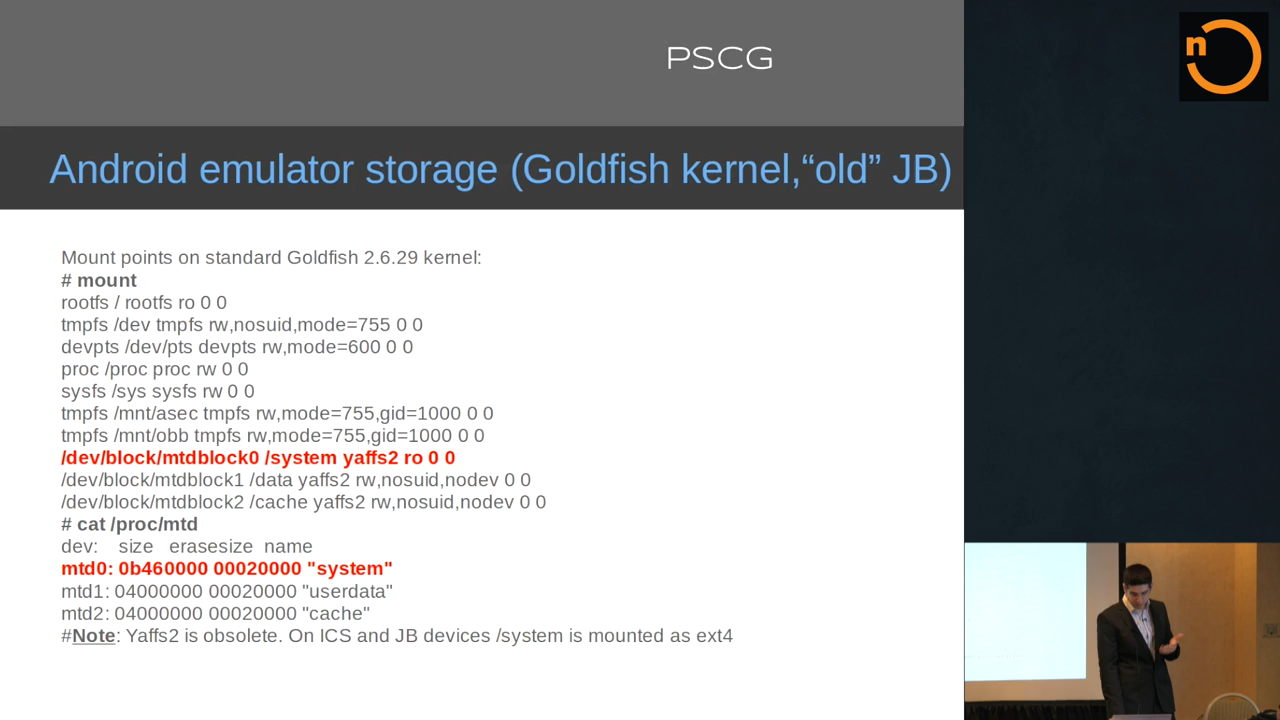 PSCG
n
Android emulator storage (Goldfish kernel,“old” JB)
Mount points on standard Goldfish 2.6.29 kernel:
# mount
rootfs / rootfs ro 0 0
tmpfs /dev tmpfs rw,nosuid,mode=755 0 0
devpts /dev/pts devpts rw,mode=600 0 0
proc /proc proc rw 0 0
sysfs /sys sysfs rw 0 0
tmpfs /mnt/asec tmpfs rw,mode=755,gid=1000 0 0
tmpfs /mnt/obb tmpfs rw,mode=755,gid=1000 0 0
/dev/block/mtdblock0 /system yaffs2 ro 0 0
/dev/block/mtdblock1 /data yaffs2 rw,nosuid,nodev 0 0
/dev/block/mtdblock2 /cache yaffs2 rw,nosuid,nodev 0 0
# cat /proc/mtd
dev: size erasesize name
mtd0: 0b460000 00020000 "system"
mtd1: 04000000 00020000 "userdata"
mtd2: 04000000 00020000 "cache"
#Note: Yaffs2 is obsolete. On ICS and JB devices /system is mounted as ext4